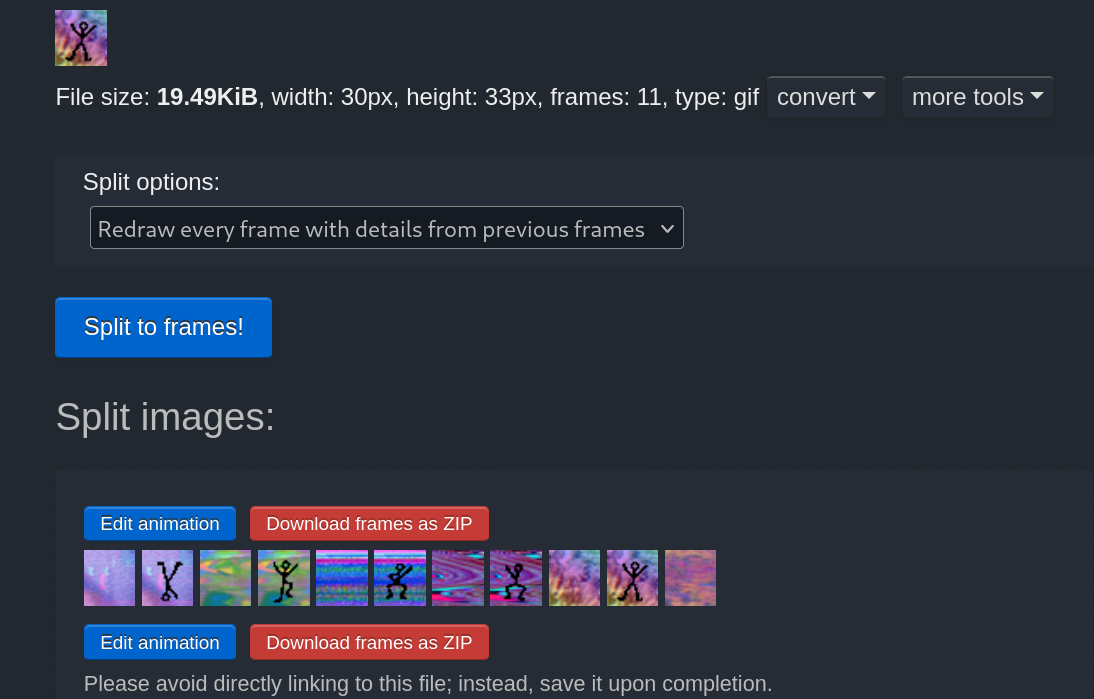 File size: 19.49KiB, width: 30px, height: 33px, frames: 11, type: gif convert more tools
Split options:
Redraw every frame with details from previous frames
Split to frames!
Split images:
Edit animation Download frames as ZIP
Edit animation Download frames as ZIP
Please avoid directly linking to this file; instead, save it upon completion.